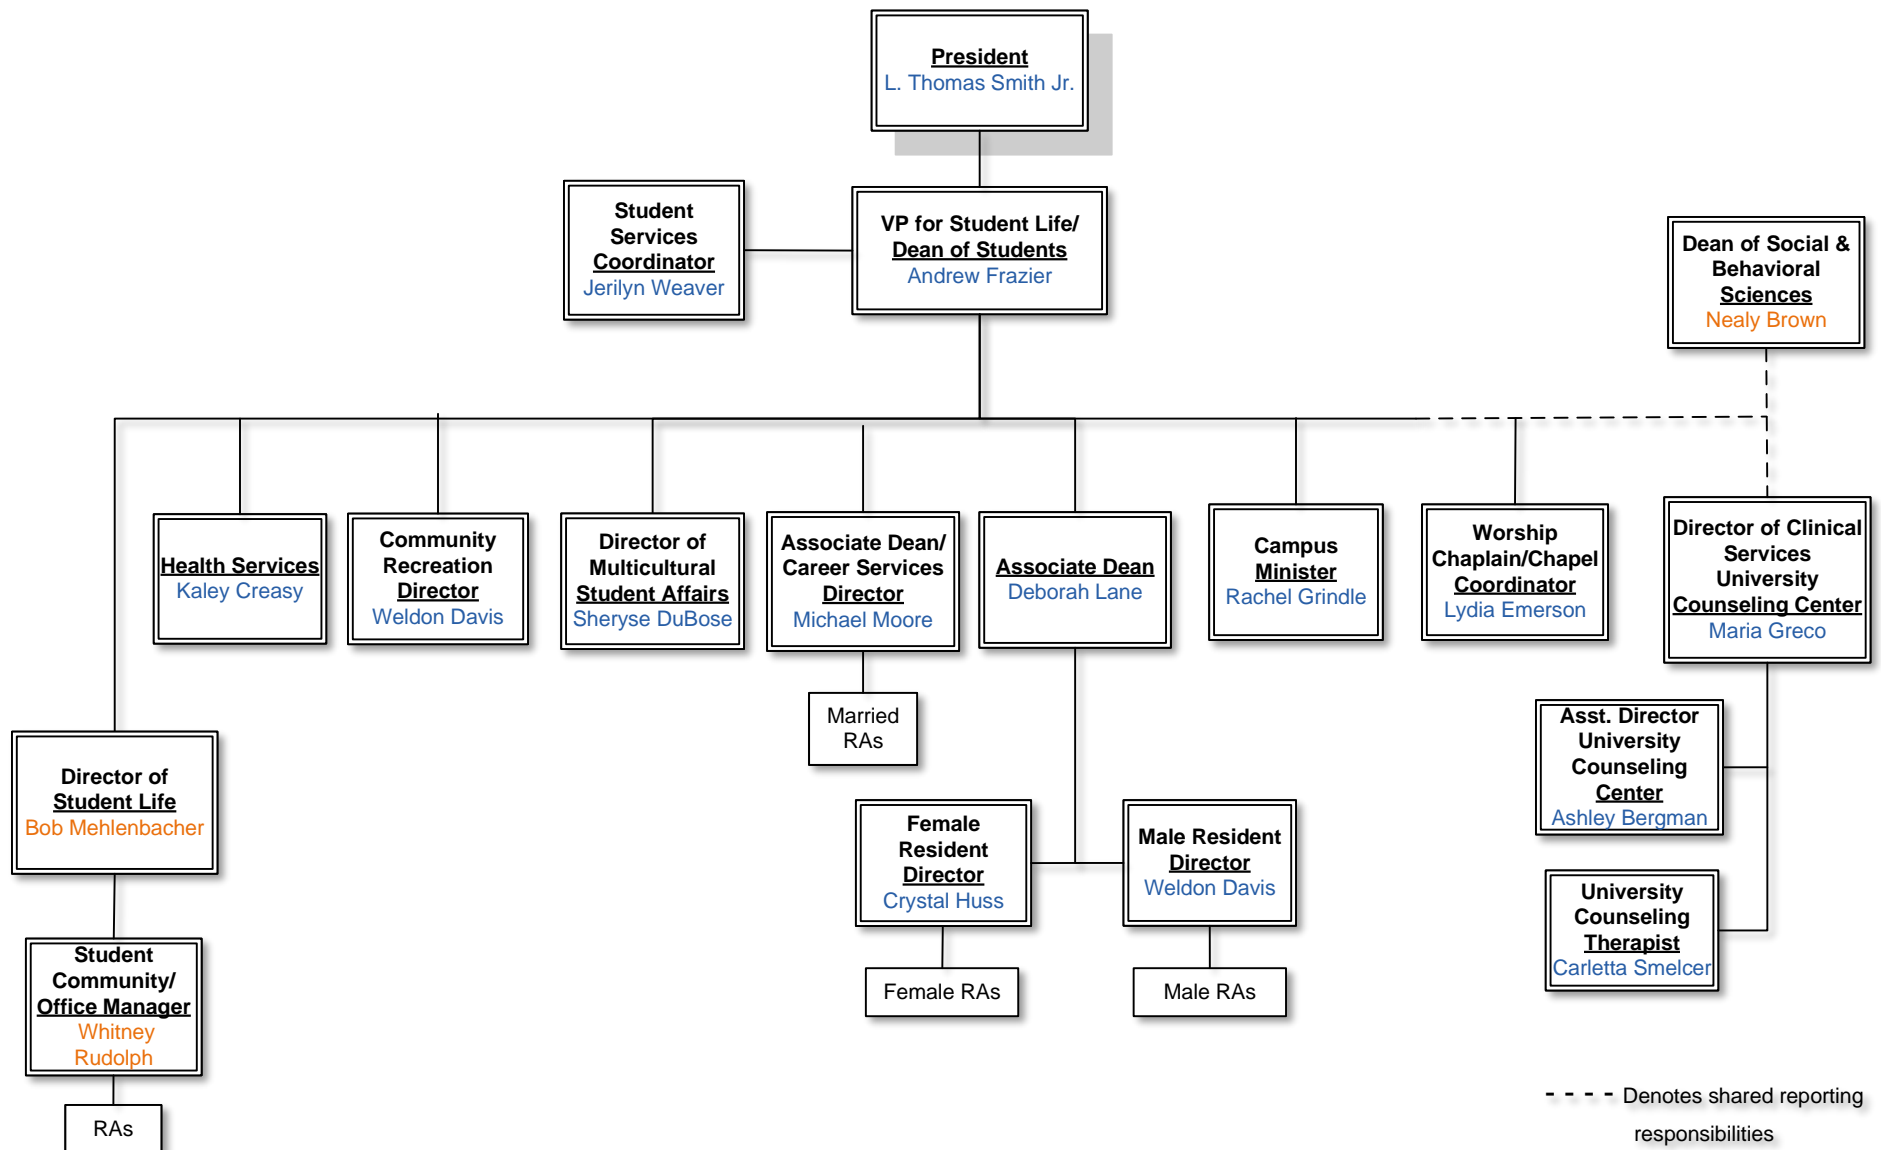 President
L. Thomas Smith Jr.
Student
Services
Coordinator
Jerilyn Weaver
VP for Student Life/
Dean of Students
Andrew Frazier
Dean of Social &
Behavioral
Sciences
Nealy Brown
Health Services
Kaley Creasy
Community
Recreation
Director
Weldon Davis
Director of
Multicultural
Student Affairs
Sheryse DuBose
Associate Dean/
Career Services
Director
Michael Moore
Associate Dean
Deborah Lane
Campus
Minister
Rachel Grindle
Worship
Chaplain/Chapel
Coordinator
Lydia Emerson
Director of Clinical
Services
University
Counseling Center
Maria Greco
Married
RAs
Director of
Student Life
Bob Mehlenbacher
Female
Resident
Director
Crystal Huss
Male Resident
Director
Weldon Davis
Asst. Director
University
Counseling
Center
Ashley Bergman
University
Counseling
Therapist
Carletta Smelcer
Student
Community/
Office Manager
Whitney
Rudolph
Female RAs
Male RAs
RAs
Denotes shared reporting
responsibilities